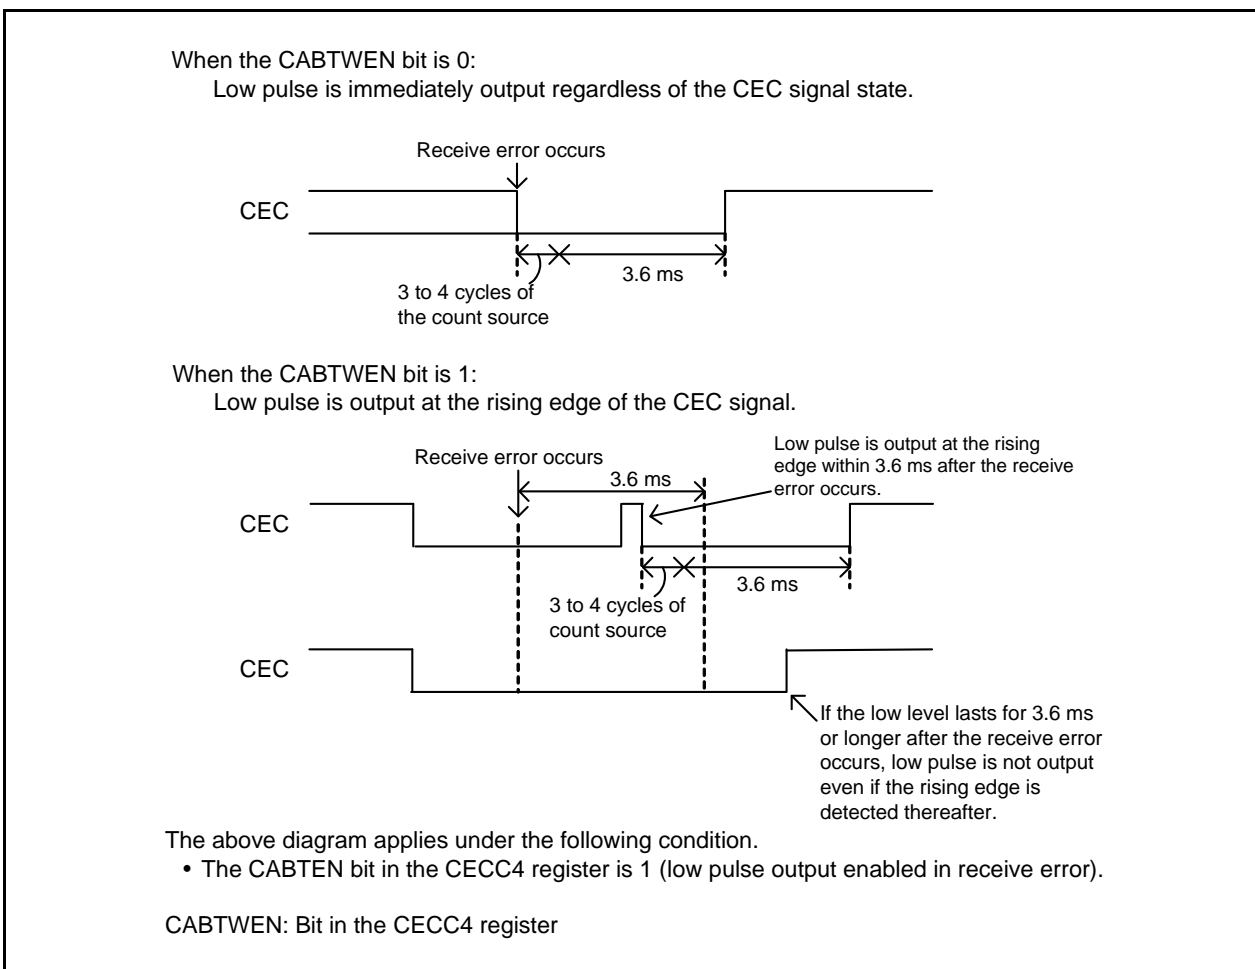 When the CABTWEN bit is 0:
Low pulse is immediately output regardless of the CEC signal state.
Receive error occurs
CEC
3.6 ms
3 to 4 cycles of
the count source
When the CABTWEN bit is 1:
Low pulse is output at the rising edge of the CEC signal.
Low pulse is output at the rising
edge within 3.6 ms after the receive
error occurs.
Receive error occurs
3.6 ms
CEC
3.6 ms
3 to 4 cycles of
count source
CEC
If the low level lasts for 3.6 ms
or longer after the receive error
occurs, low pulse is not output
even if the rising edge is
detected thereafter.
The above diagram applies under the following condition.
• The CABTEN bit in the CECC4 register is 1 (low pulse output enabled in receive error).
CABTWEN: Bit in the CECC4 register